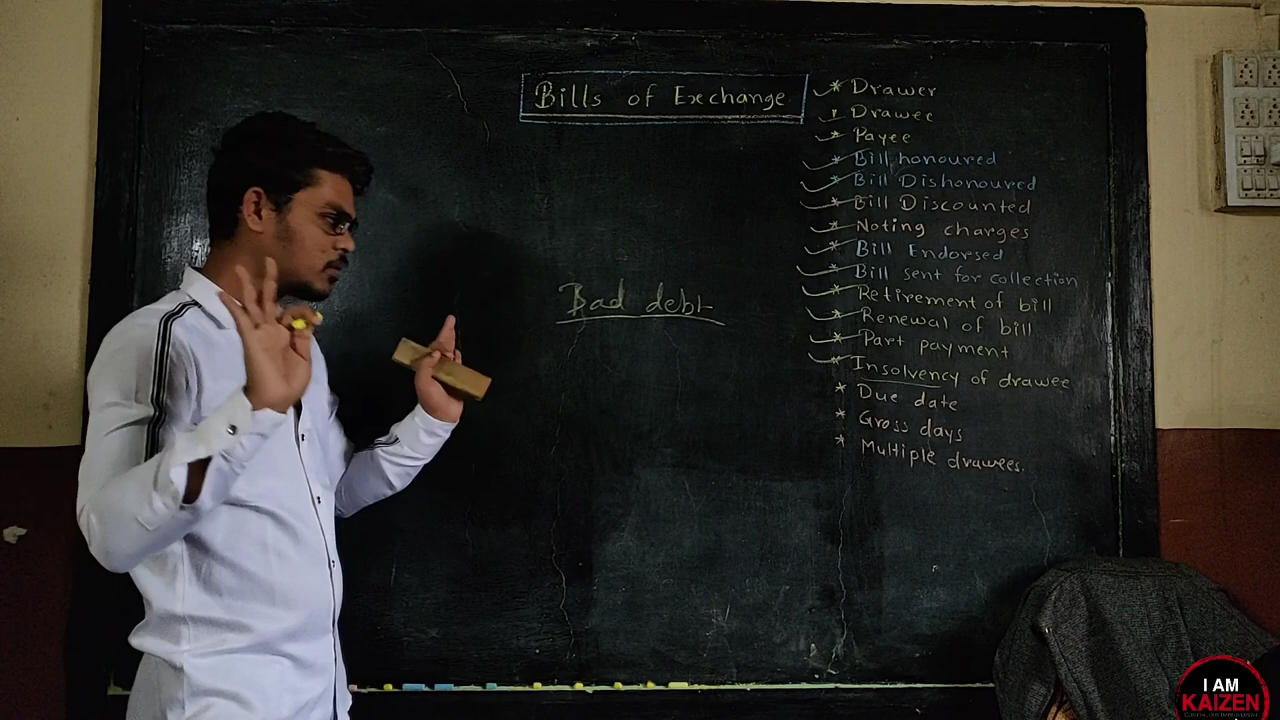 Bills of Exchange
* Drawer
* Drawee
* Payee
* Bill honoured
* Bill Dishonoured
* Bill Discounted
* Noting charges
* Bill Endorsed
* Bill sent for collection
* Retirement of bill
* Renewal of bill
* Part payment
* Insolvency of drawee
* Due date
* Gross days
* Multiple drawees.
Bad debt
I AM
KAIZEN